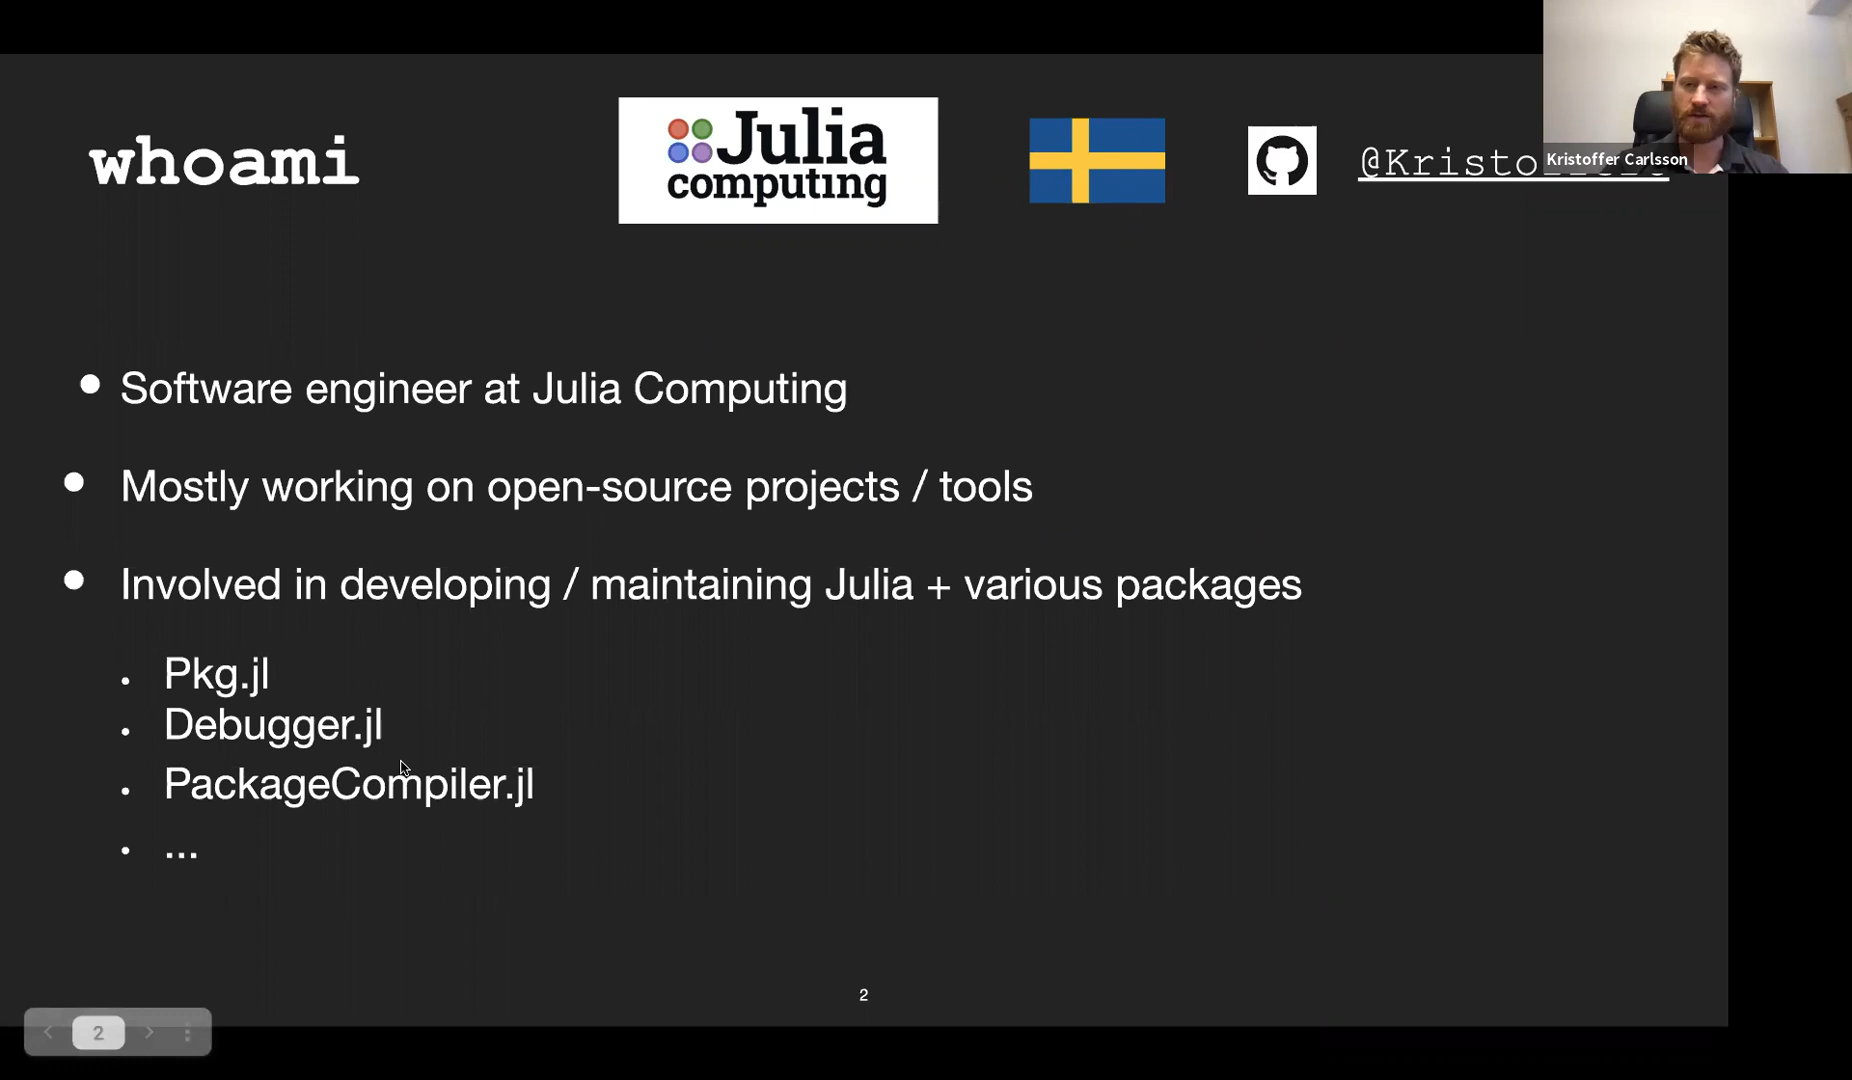 whoami
Julia
computing
@Kristo
Kristoffer Carlsson
Software engineer at Julia Computing
Mostly working on open-source projects / tools
Involved in developing / maintaining Julia + various packages
Pkg.jl
Debugger.jl
PackageCompiler.jl
...
2
2